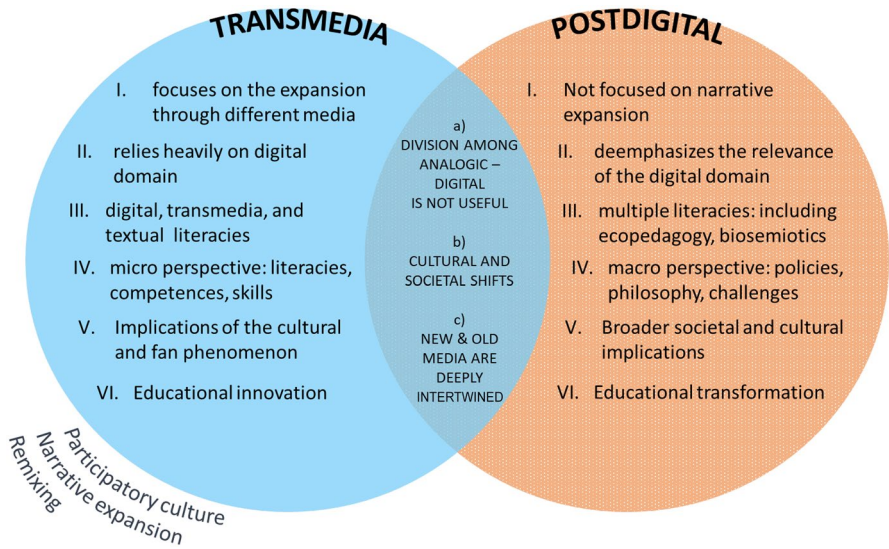 TRANSMEDIA
I. focuses on the expansion
through different media
II. relies heavily on digital
domain
III. digital, transmedia, and
textual literacies
IV. micro perspective: literacies,
competences, skills
V. Implications of the cultural
and fan phenomenon
VI. Educational innovation
Participatory culture
Narrative expansion
Remixing
a)
DIVISION AMONG
ANALOGIC –
DIGITAL
IS NOT USEFUL
b)
CULTURAL AND
SOCIETAL SHIFTS
c)
NEW & OLD
MEDIA ARE
DEEPLY
INTERTWINED
POSTDIGITAL
I. Not focused on narrative
expansion
II. deemphasizes the relevance
of the digital domain
III. multiple literacies: including
ecopedagogy, biosemiotics
IV. macro perspective: policies,
philosophy, challenges
V. Broader societal and cultural
implications
VI. Educational transformation